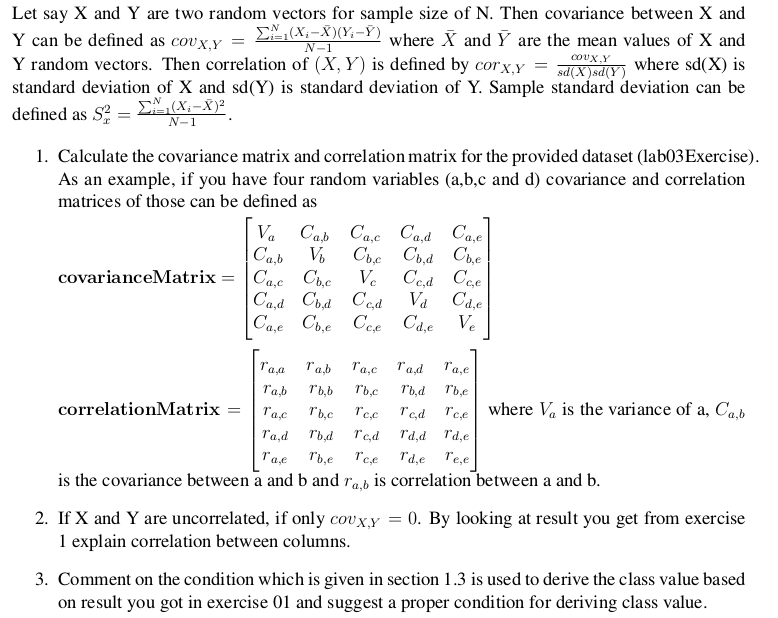 Let say X and Y are two random vectors for sample size of N. Then covariance between X and
Y can be defined as $cov_{X,Y} = \frac{\sum_{i=1}^{N}(X_i-\bar{X})(Y_i-\bar{Y})}{N-1}$ where $\bar{X}$ and $\bar{Y}$ are the mean values of X and
Y random vectors. Then correlation of $(X, Y)$ is defined by $cor_{X,Y} = \frac{cov_{X,Y}}{sd(X)sd(Y)}$ where sd(X) is
standard deviation of X and sd(Y) is standard deviation of Y. Sample standard deviation can be
defined as $S_x^2 = \frac{\sum_{i=1}^{N}(X_i-\bar{X})^2}{N-1}$.
1. Calculate the covariance matrix and correlation matrix for the provided dataset (lab03Exercise).
As an example, if you have four random variables (a,b,c and d) covariance and correlation
matrices of those can be defined as
$\textbf{covarianceMatrix} = \begin{bmatrix} V_a & C_{a,b} & C_{a,c} & C_{a,d} & C_{a,e} \\ C_{a,b} & V_b & C_{b,c} & C_{b,d} & C_{b,e} \\ C_{a,c} & C_{b,c} & V_c & C_{c,d} & C_{c,e} \\ C_{a,d} & C_{b,d} & C_{c,d} & V_d & C_{d,e} \\ C_{a,e} & C_{b,e} & C_{c,e} & C_{d,e} & V_e \end{bmatrix}$
$\textbf{correlationMatrix} = \begin{bmatrix} r_{a,a} & r_{a,b} & r_{a,c} & r_{a,d} & r_{a,e} \\ r_{a,b} & r_{b,b} & r_{b,c} & r_{b,d} & r_{b,e} \\ r_{a,c} & r_{b,c} & r_{c,c} & r_{c,d} & r_{c,e} \\ r_{a,d} & r_{b,d} & r_{c,d} & r_{d,d} & r_{d,e} \\ r_{a,e} & r_{b,e} & r_{c,e} & r_{d,e} & r_{e,e} \end{bmatrix}$ where $V_a$ is the variance of a, $C_{a,b}$
is the covariance between a and b and $r_{a,b}$ is correlation between a and b.
2. If X and Y are uncorrelated, if only $cov_{X,Y} = 0$. By looking at result you get from exercise
1 explain correlation between columns.
3. Comment on the condition which is given in section 1.3 is used to derive the class value based
on result you got in exercise 01 and suggest a proper condition for deriving class value.